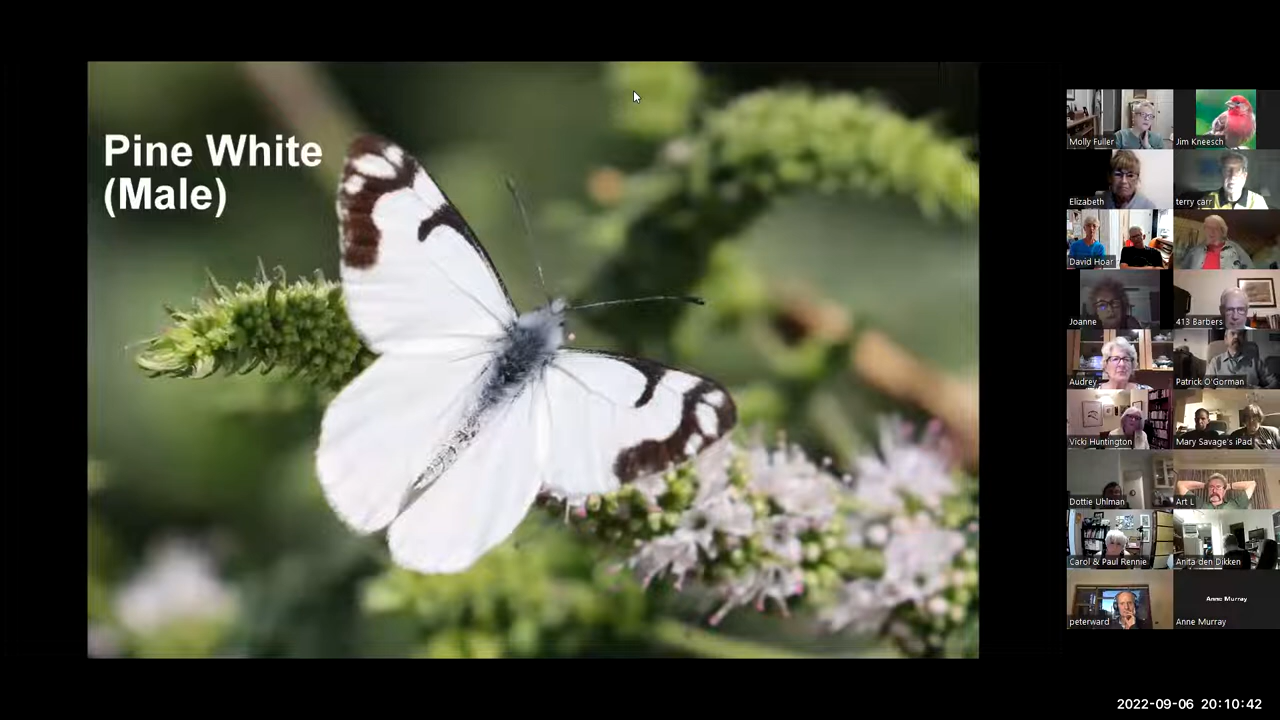 Pine White
(Male)
Molly Fuller
Jim Kneesch
Elizabeth
terry carr
David Hoar
Joanne
413 Barbers
Audrey
Patrick O'Gorman
Vicki Huntington
Mary Savage's iPad
Dottie Uhlman
Art L
Carol & Paul Rennie
Anita den Dikken
peterward
Anne Murray
Anne Murray
2022-09-06 20:10:42